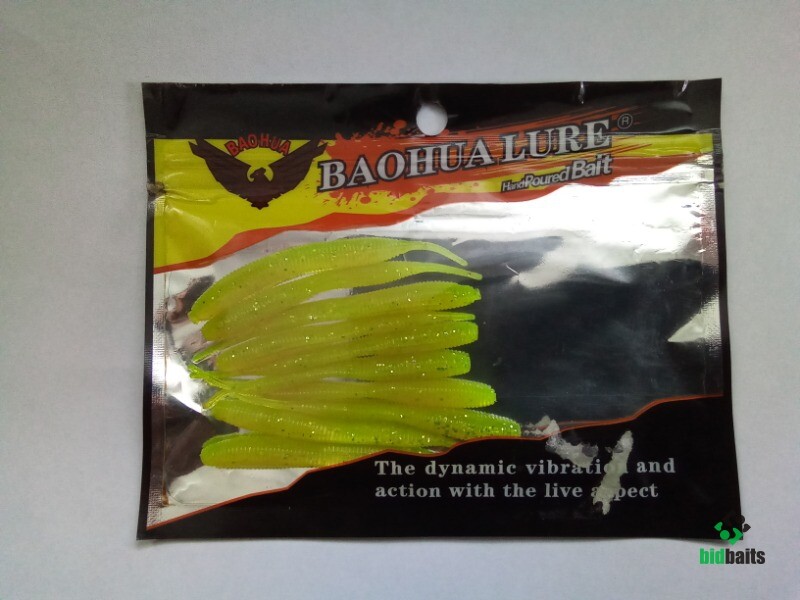 BAOHUA
BAOHUA LURE ®
Hand Poured Bait
The dynamic vibration and
action with the live aspect
bidbaits